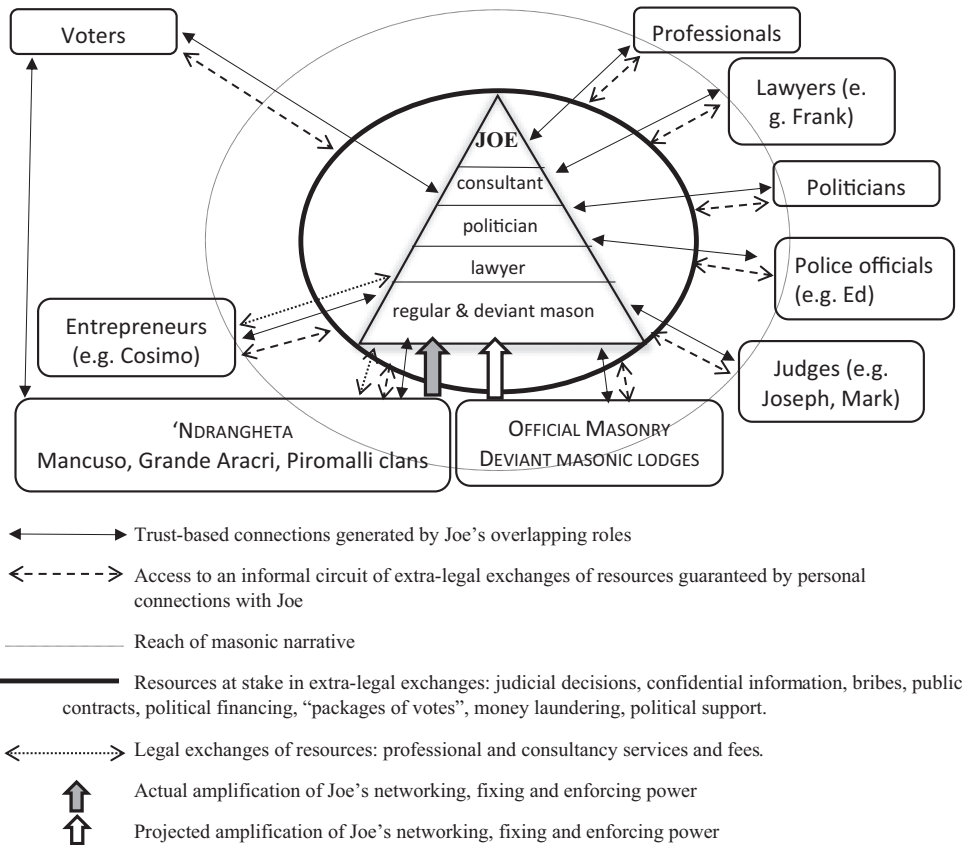 Voters
Professionals
Lawyers (e.
g. Frank)
JOE
consultant
Politicians
politician
lawyer
Police officials
(e.g. Ed)
regular & deviant mason
Entrepreneurs
(e.g. Cosimo)
Judges (e.g.
Joseph, Mark)
‘NDRANGHETA
Mancuso, Grande Aracri, Piromalli clans
OFFICIAL MASONRY
DEVIANT MASONIC LODGES
Trust-based connections generated by Joe’s overlapping roles
Access to an informal circuit of extra-legal exchanges of resources guaranteed by personal
connections with Joe
Reach of masonic narrative
Resources at stake in extra-legal exchanges: judicial decisions, confidential information, bribes, public
contracts, political financing, “packages of votes”, money laundering, political support.
Legal exchanges of resources: professional and consultancy services and fees.
Actual amplification of Joe’s networking, fixing and enforcing power
Projected amplification of Joe’s networking, fixing and enforcing power